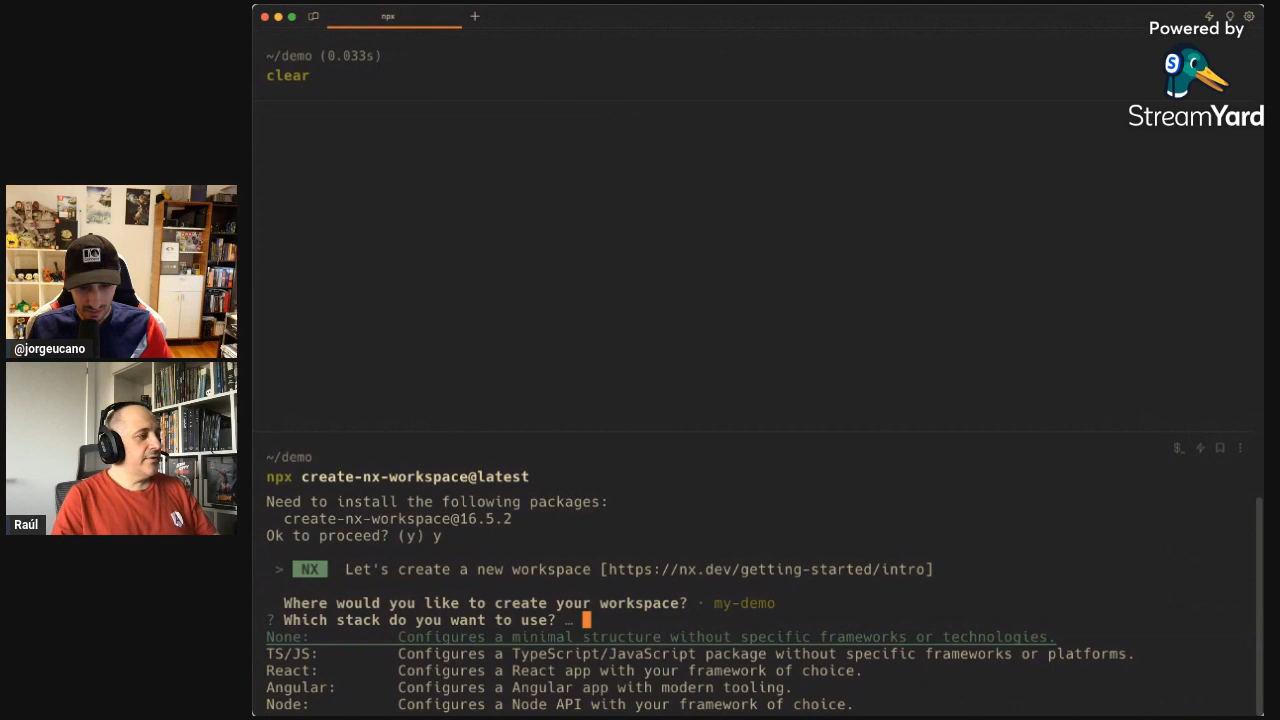 npx
Powered by
StreamYard
~/demo (0.033s)
clear
@jorgeucano
Raúl
~/demo
npx create-nx-workspace@latest
Need to install the following packages:
create-nx-workspace@16.5.2
Ok to proceed? (y) y
> NX Let's create a new workspace [https://nx.dev/getting-started/intro]
Where would you like to create your workspace? · my-demo
? Which stack do you want to use? …
None: Configures a minimal structure without specific frameworks or technologies.
TS/JS: Configures a TypeScript/JavaScript package without specific frameworks or platforms.
React: Configures a React app with your framework of choice.
Angular: Configures a Angular app with modern tooling.
Node: Configures a Node API with your framework of choice.